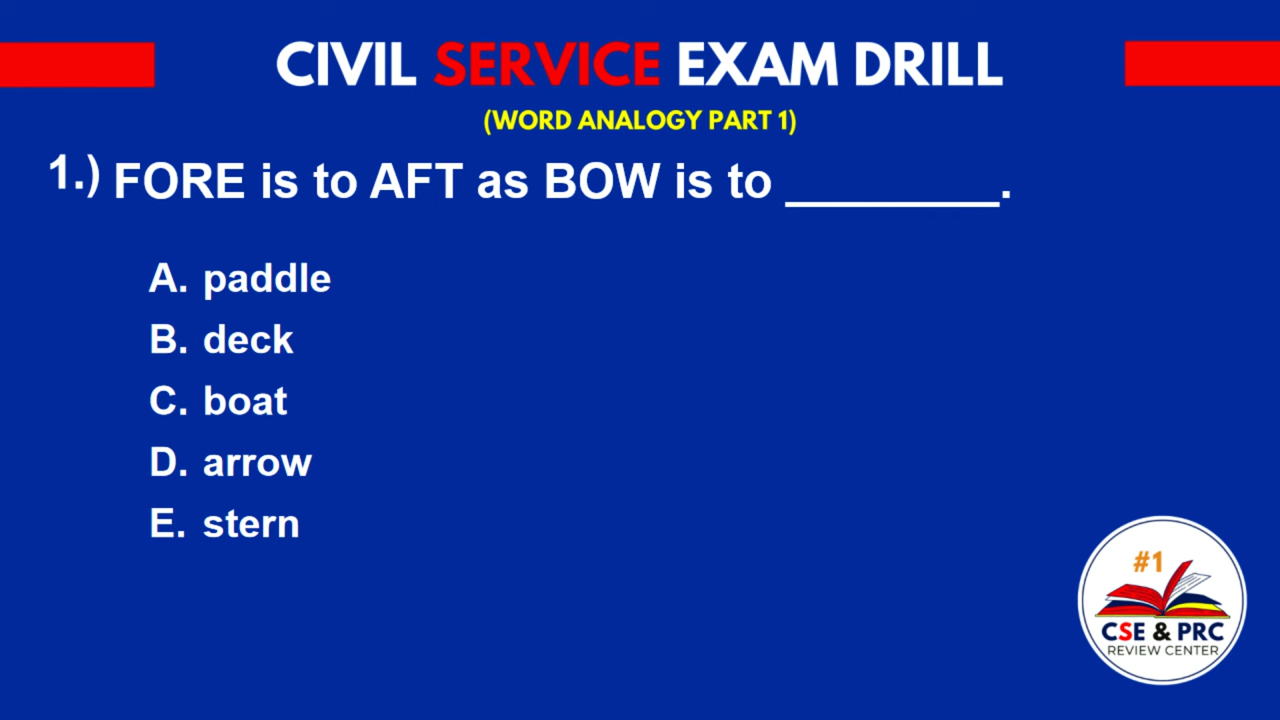 CIVIL SERVICE EXAM DRILL
(WORD ANALOGY PART 1)
1.) FORE is to AFT as BOW is to ________.
A. paddle
B. deck
C. boat
D. arrow
E. stern
#1
CSE & PRC
REVIEW CENTER